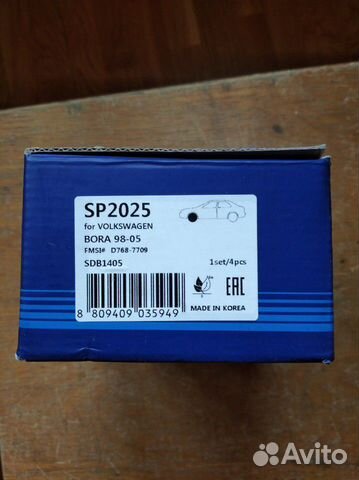 SP2025
for VOLKSWAGEN
BORA 98-05
FMSI# D768-7709
SDB1405
1set/4pcs
8 809409 035949
EAC
MADE IN KOREA
Avito